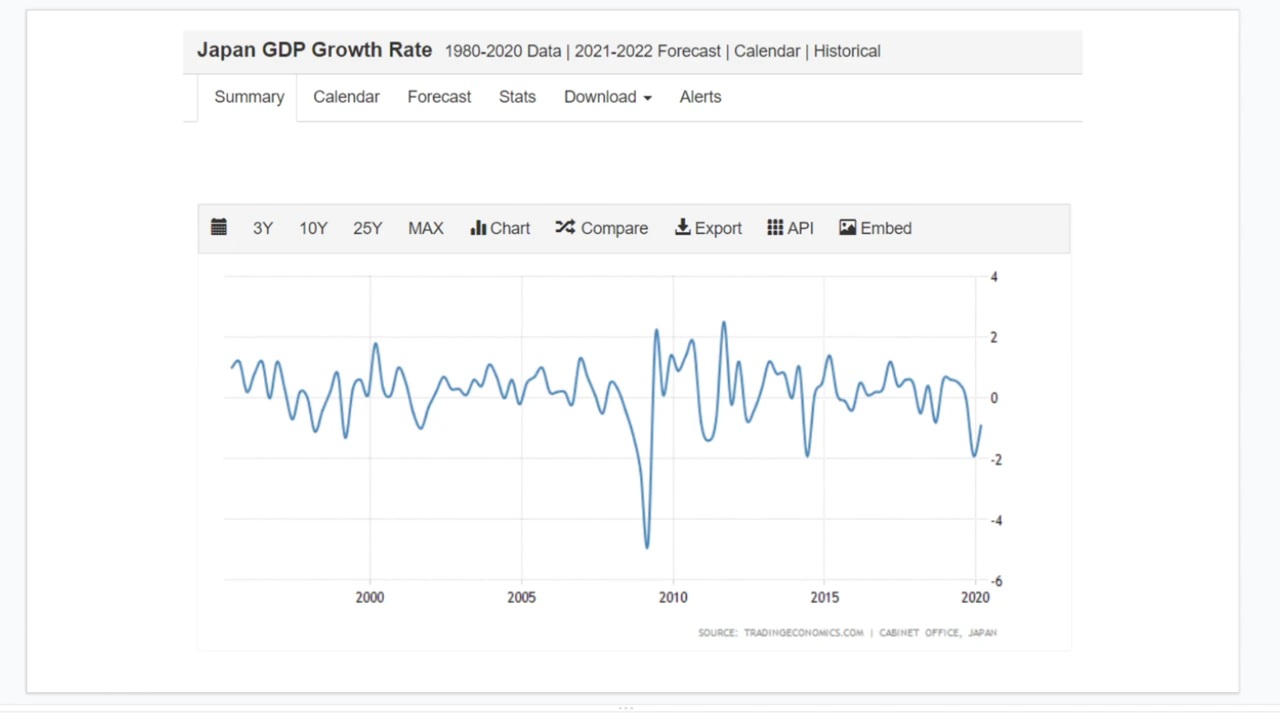 Japan GDP Growth Rate 1980-2020 Data | 2021-2022 Forecast | Calendar | Historical
Summary Calendar Forecast Stats Download Alerts
3Y 10Y 25Y MAX Chart Compare Export API Embed
4
2
0
-2
-4
-6
2000 2005 2010 2015 2020
SOURCE: TRADINGECONOMICS.COM | CABINET OFFICE, JAPAN